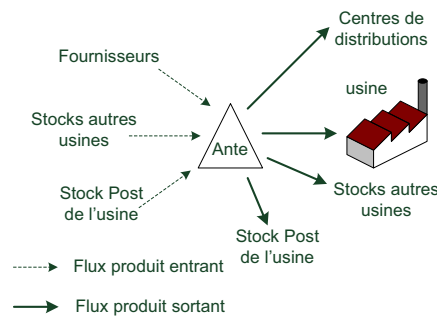 Centres de
distributions
Fournisseurs
usine
Stocks autres
usines
Ante
Stock Post
de l'usine
Stocks autres
usines
Stock Post
de l'usine
Flux produit entrant
Flux produit sortant